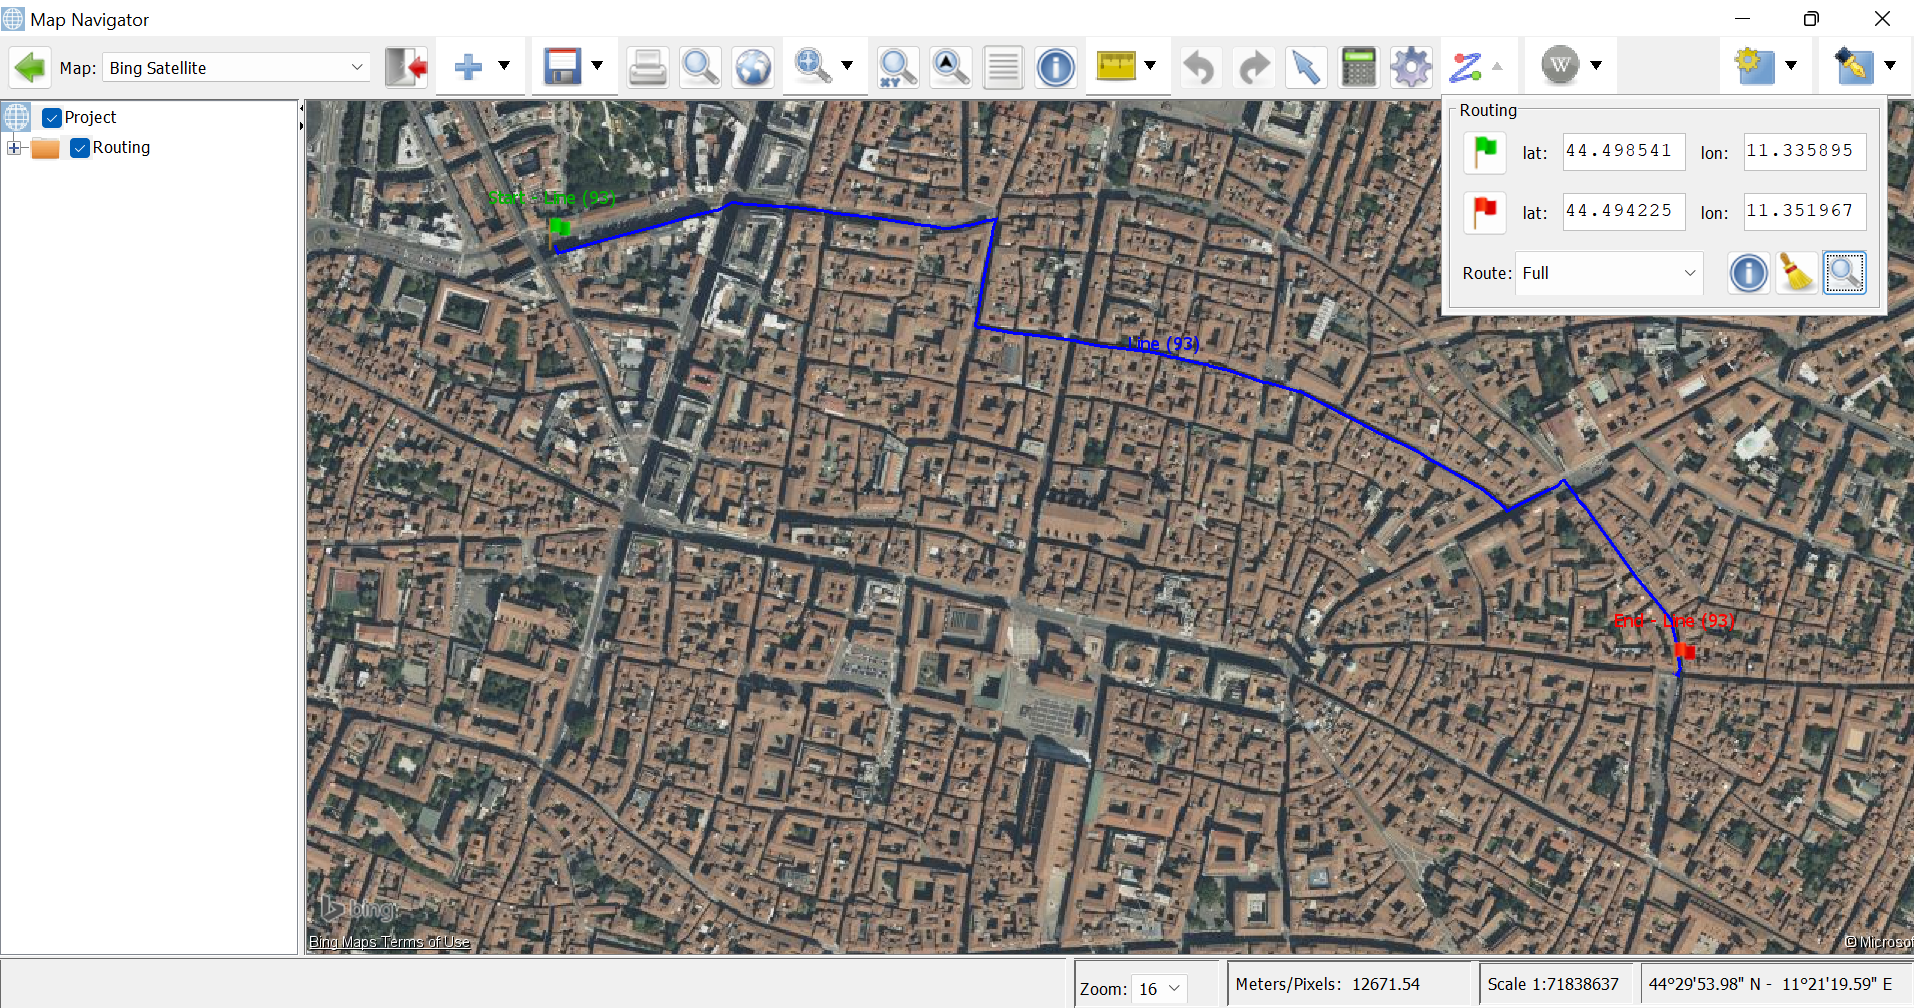 Map Navigator
Map: Bing Satellite
XY
W
Project
Routing
Routing
lat: 44.498541 lon: 11.335895
lat: 44.494225 lon: 11.351967
Route: Full
Start - Line (93)
Line (93)
End - Line (93)
bing
Bing Maps Terms of Use
© Microsof
Zoom: 16
Meters/Pixels: 12671.54
Scale 1:71838637
44°29'53.98" N - 11°21'19.59" E